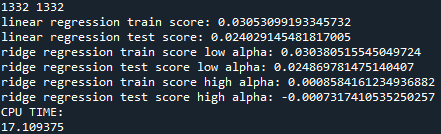 1332 1332
linear regression train score: 0.03053099193345732
linear regression test score: 0.024029145481817005
ridge regression train score low alpha: 0.030380515545049724
ridge regression test score low alpha: 0.024869781475140407
ridge regression train score high alpha: 0.0008584161234936882
ridge regression test score high alpha: -0.0007317410535250257
CPU TIME:
17.109375